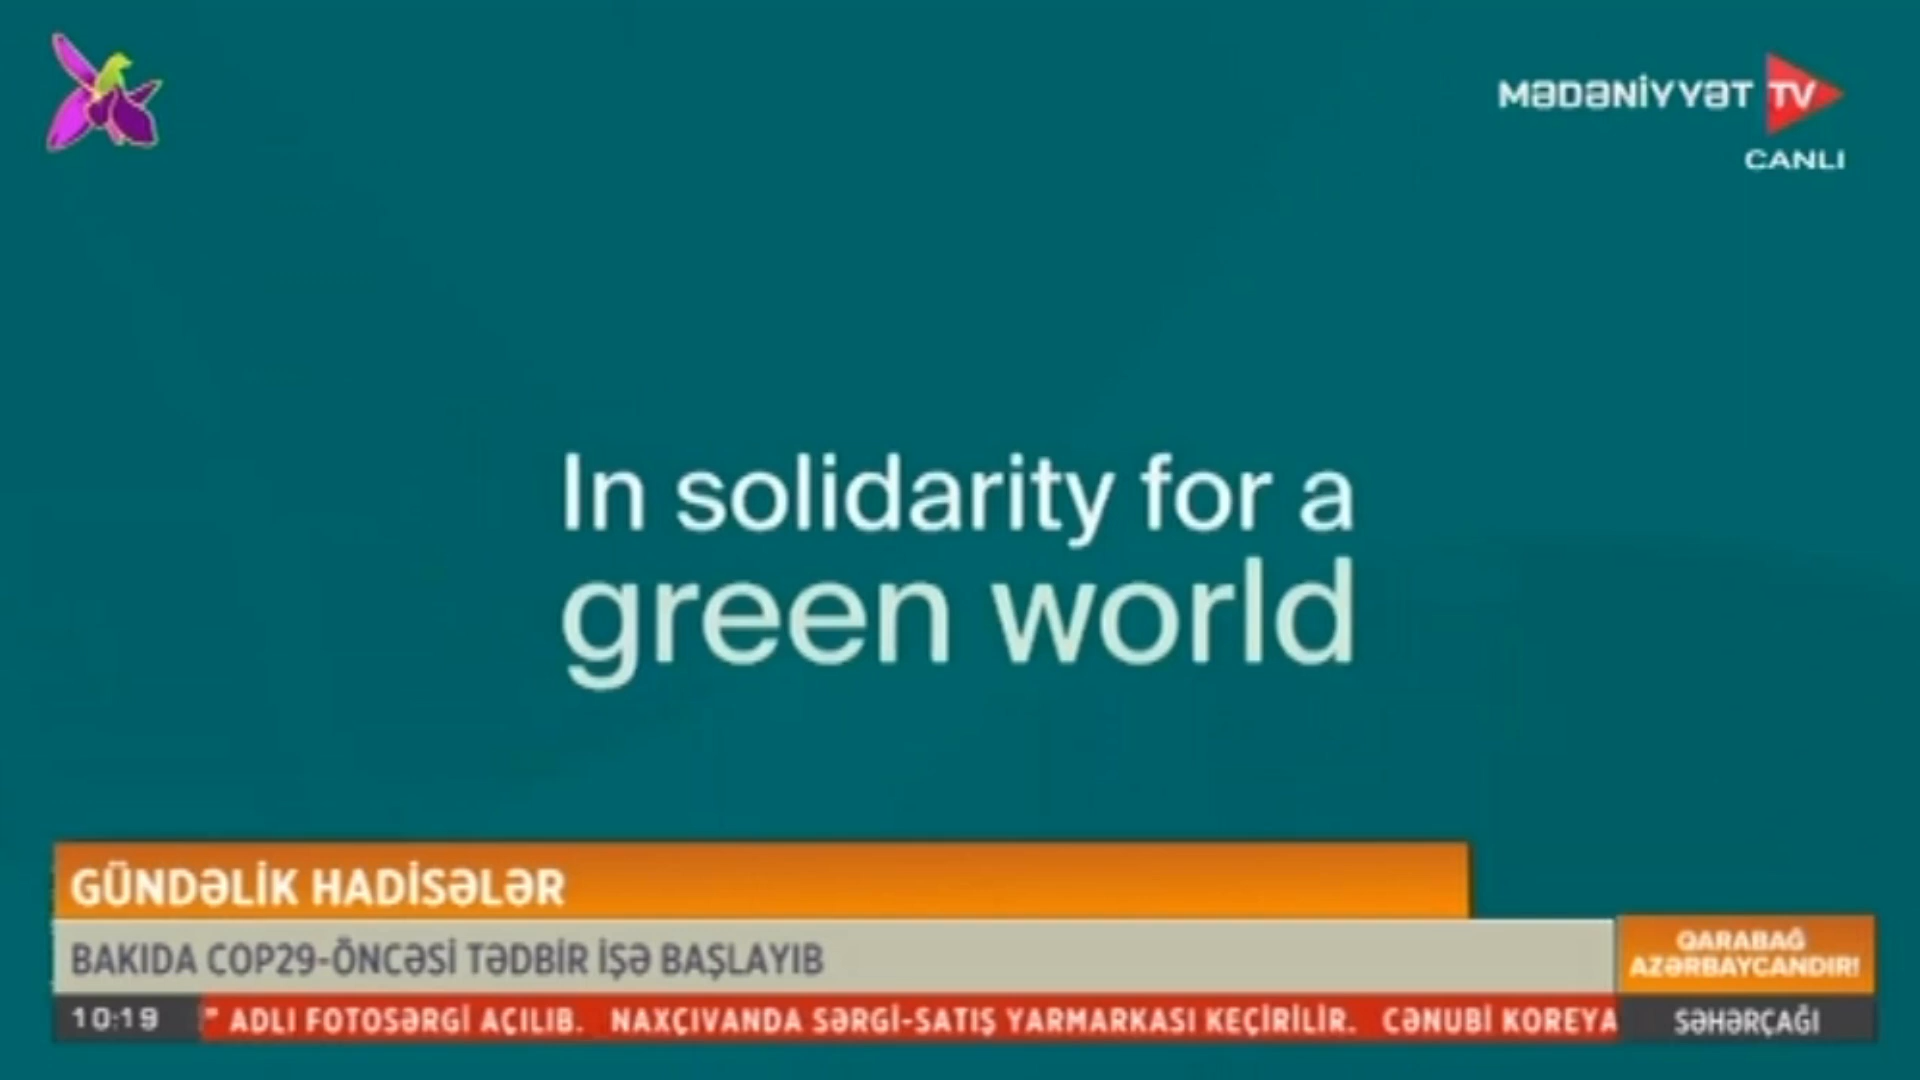 MƏDƏNİYYƏT TV
CANLI
In solidarity for a
green world
GÜNDƏLİK HADİSƏLƏR
BAKIDA COP29-ÖNCƏSİ TƏDBİR İŞƏ BAŞLAYIB
QARABAĞ
AZƏRBAYCANDIR!
10:19 " ADLI FOTOSƏRGİ AÇILIB. NAXÇIVANDA SƏRGİ-SATIŞ YARMARKASI KEÇİRİLİR. CƏNUBİ KOREYA SƏHƏRÇAĞI